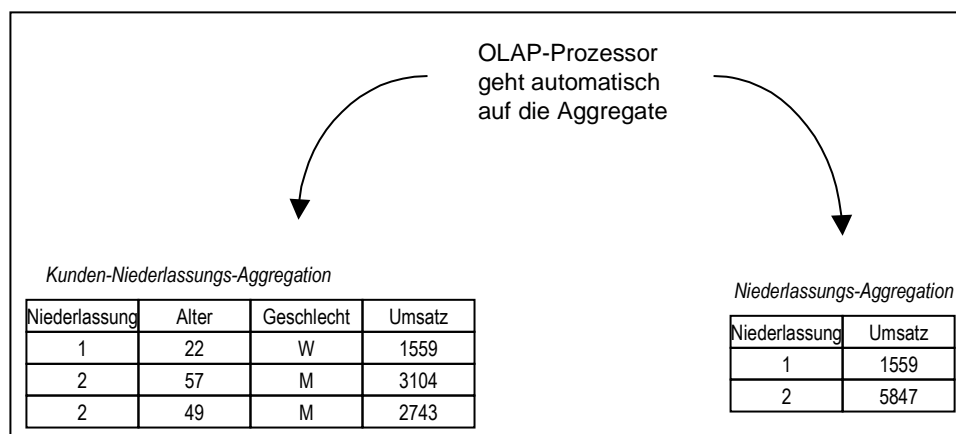 OLAP-Prozessor
geht automatisch
auf die Aggregate
Kunden-Niederlassungs-Aggregation
Niederlassung Alter Geschlecht Umsatz
1 22 W 1559
2 57 M 3104
2 49 M 2743
Niederlassungs-Aggregation
Niederlassung Umsatz
1 1559
2 5847